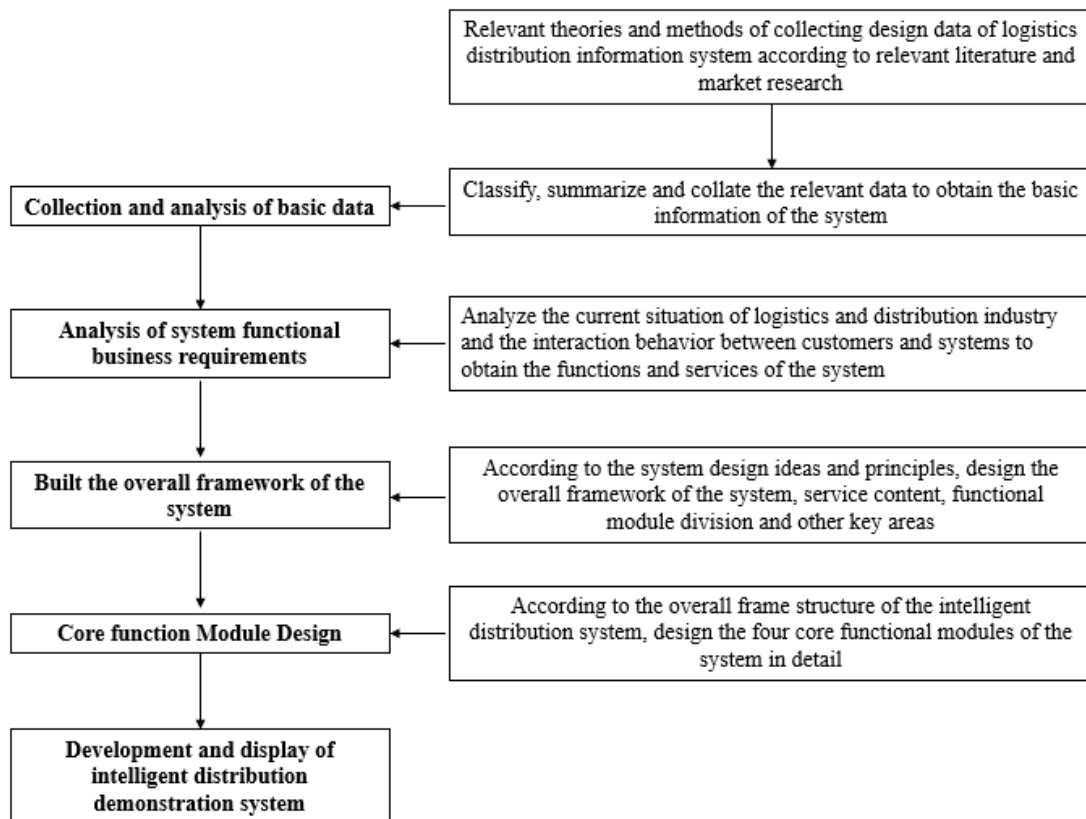 Relevant theories and methods of collecting design data of logistics
distribution information system according to relevant literature and
market research
Collection and analysis of basic data
Classify, summarize and collate the relevant data to obtain the basic
information of the system
Analysis of system functional
business requirements
Analyze the current situation of logistics and distribution industry
and the interaction behavior between customers and systems to
obtain the functions and services of the system
Built the overall framework of the
system
According to the system design ideas and principles, design the
overall framework of the system, service content, functional
module division and other key areas
Core function Module Design
According to the overall frame structure of the intelligent
distribution system, design the four core functional modules of the
system in detail
Development and display of
intelligent distribution
demonstration system